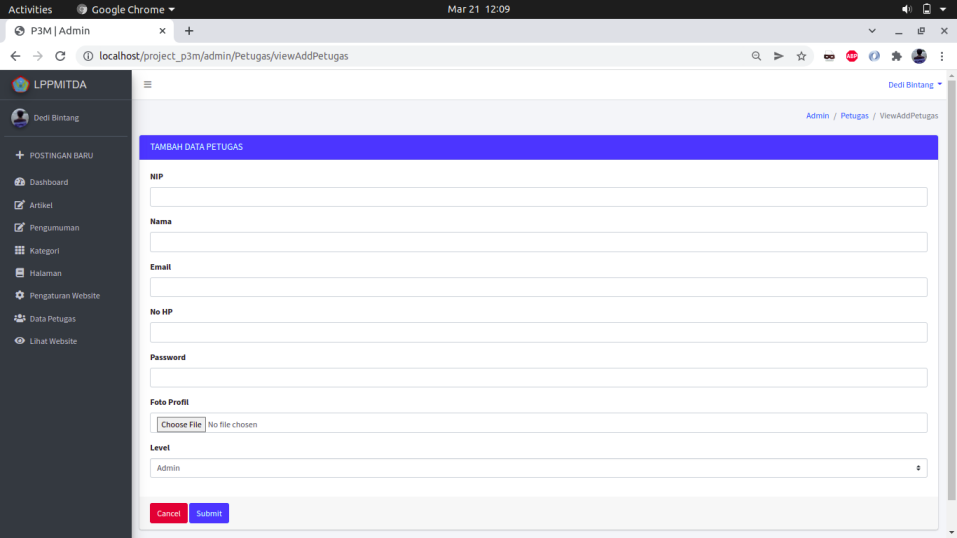 Activities
Google Chrome
Mar 21 12:09
P3M | Admin
localhost/project_p3m/admin/Petugas/viewAddPetugas
ABP
LPPMITDA
Dedi Bintang
Dedi Bintang
Admin / Petugas / ViewAddPetugas
POSTINGAN BARU
Dashboard
Artikel
Pengumuman
Kategori
Halaman
Pengaturan Website
Data Petugas
Lihat Website
TAMBAH DATA PETUGAS
NIP
Nama
Email
No HP
Password
Foto Profil
Choose File No file chosen
Level
Admin
Cancel Submit